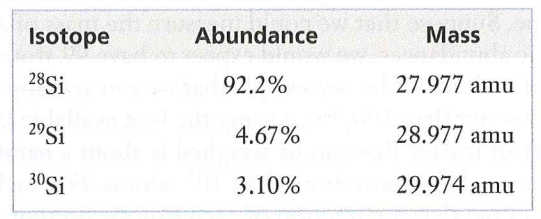 Isotope Abundance Mass
²⁸Si 92.2% 27.977 amu
²⁹Si 4.67% 28.977 amu
³⁰Si 3.10% 29.974 amu